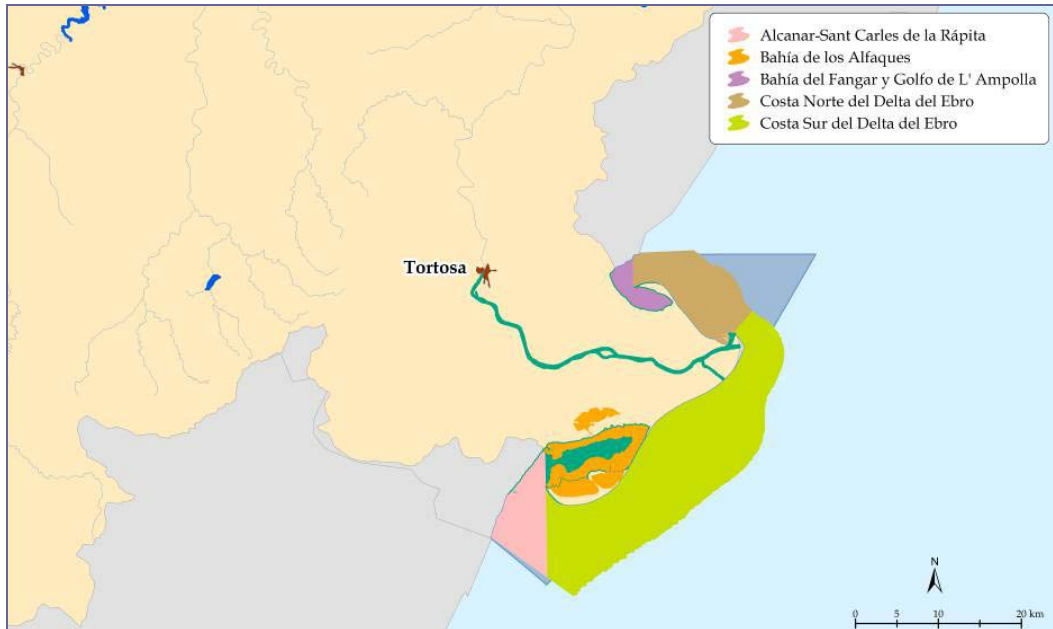 Alcanar-Sant Carles de la Rápita
Bahía de los Alfaques
Bahía del Fangar y Golfo de L' Ampolla
Costa Norte del Delta del Ebro
Costa Sur del Delta del Ebro
Tortosa
N
0 5 10 20 km